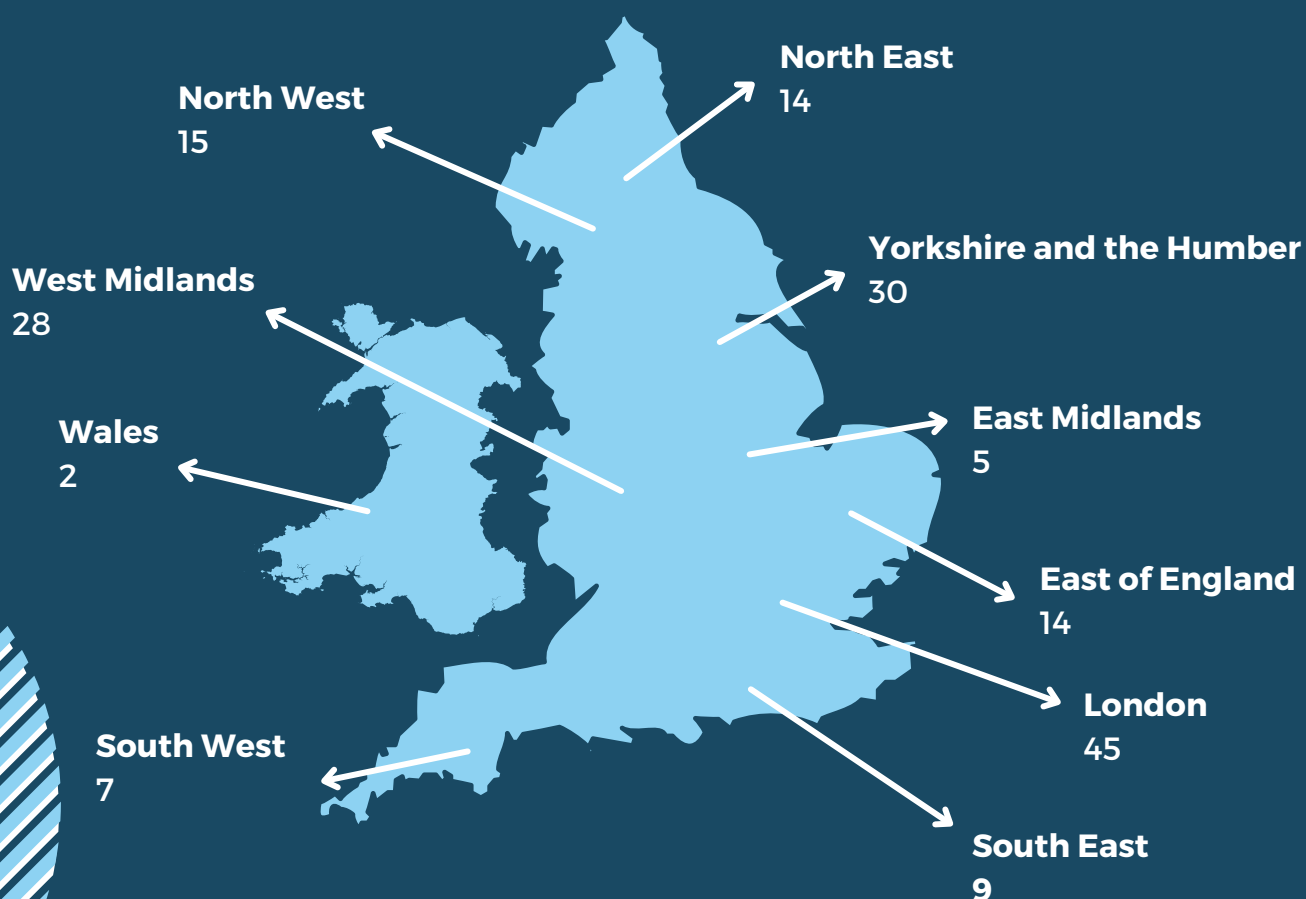 North East
14
North West
15
Yorkshire and the Humber
30
West Midlands
28
East Midlands
5
Wales
2
East of England
14
London
45
South West
7
South East
9